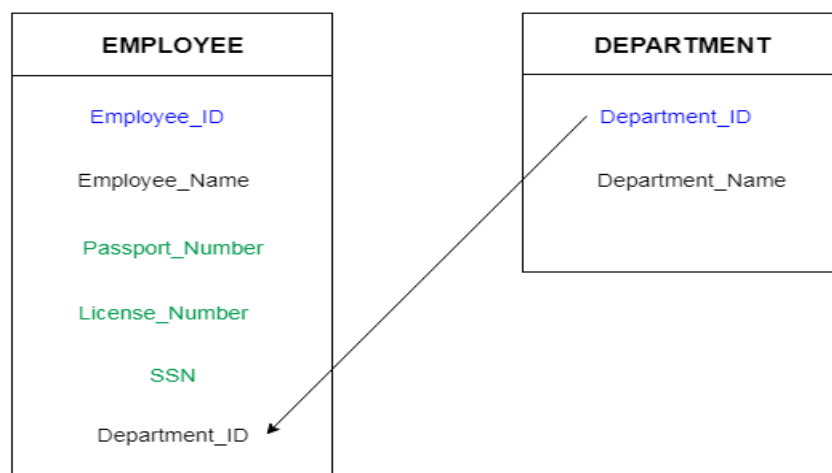 EMPLOYEE
Employee_ID
Employee_Name
Passport_Number
License_Number
SSN
Department_ID
DEPARTMENT
Department_ID
Department_Name